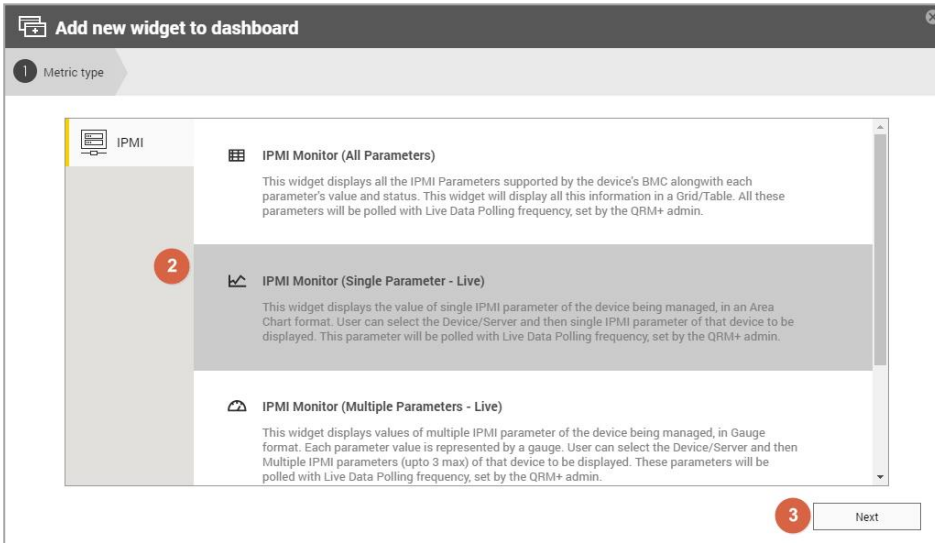 Add new widget to dashboard
1 Metric type
IPMI
IPMI Monitor (All Parameters)
This widget displays all the IPMI Parameters supported by the device's BMC alongwith each
parameter's value and status. This widget will display all this information in a Grid/Table. All these
parameters will be polled with Live Data Polling frequency, set by the QRM+ admin.
2
IPMI Monitor (Single Parameter - Live)
This widget displays the value of single IPMI parameter of the device being managed, in an Area
Chart format. User can select the Device/Server and then single IPMI parameter of that device to be
displayed. This parameter will be polled with Live Data Polling frequency, set by the QRM+ admin.
IPMI Monitor (Multiple Parameters - Live)
This widget displays values of multiple IPMI parameter of the device being managed, in Gauge
format. Each parameter value is represented by a gauge. User can select the Device/Server and then
Multiple IPMI parameters (upto 3 max) of that device to be displayed. These parameters will be
polled with Live Data Polling frequency, set by the QRM+ admin.
3 Next